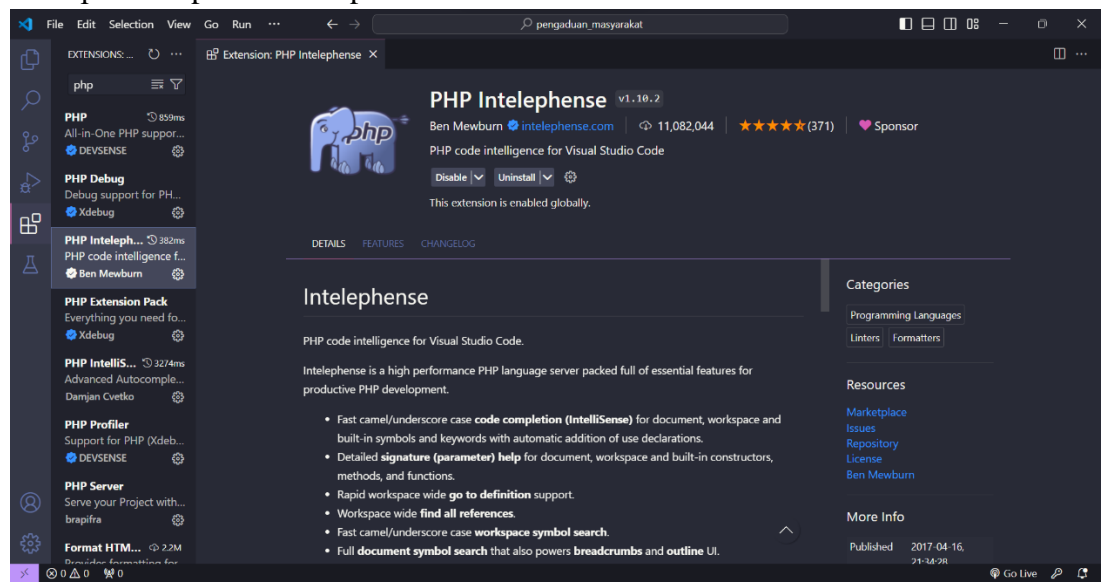 File Edit Selection View Go Run ··· pengaduan_masyarakat
EXTENSIONS: ... ···
Extension: PHP Intelephense
php
PHP 859ms
All-in-One PHP suppor...
DEVSENSE
PHP Debug
Debug support for PH...
Xdebug
PHP Inteleph... 382ms
PHP code intelligence f...
Ben Mewburn
PHP Extension Pack
Everything you need fo...
Xdebug
PHP IntelliS... 3274ms
Advanced Autocomple...
Damjan Cvetko
PHP Profiler
Support for PHP (Xdeb...
DEVSENSE
PHP Server
Serve your Project with...
brapifra
Format HTM... 2.2M
php
PHP Intelephense v1.10.2
Ben Mewburn intelephense.com 11,082,044 (371) Sponsor
PHP code intelligence for Visual Studio Code
Disable Uninstall
This extension is enabled globally.
DETAILS FEATURES CHANGELOG
Intelephense
PHP code intelligence for Visual Studio Code.
Intelephense is a high performance PHP language server packed full of essential features for
productive PHP development.
• Fast camel/underscore case code completion (IntelliSense) for document, workspace and
built-in symbols and keywords with automatic addition of use declarations.
• Detailed signature (parameter) help for document, workspace and built-in constructors,
methods, and functions.
• Rapid workspace wide go to definition support.
• Workspace wide find all references.
• Fast camel/underscore case workspace symbol search.
• Full document symbol search that also powers breadcrumbs and outline UI.
Categories
Programming Languages
Linters Formatters
Resources
Marketplace
Issues
Repository
License
Ben Mewburn
More Info
Published 2017-04-16,
21:34:28
0 0 0 Go Live